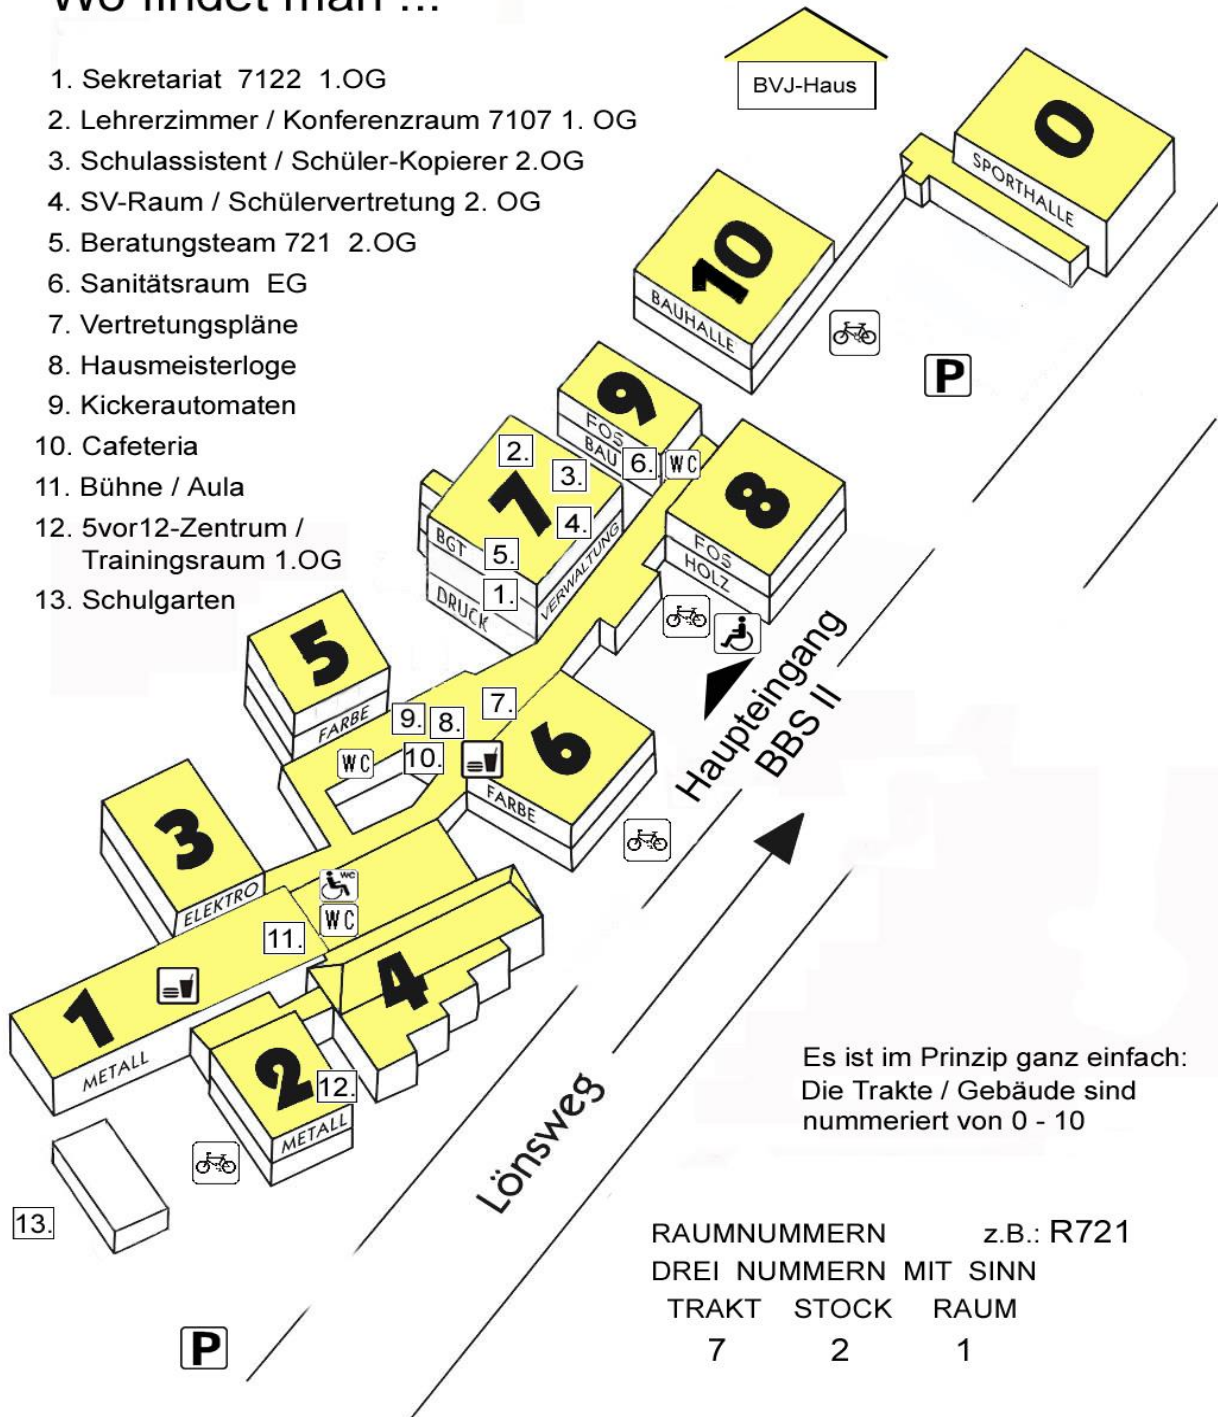 Wo findet man ...
1. Sekretariat 7122 1.OG
2. Lehrerzimmer / Konferenzraum 7107 1. OG
3. Schulassistent / Schüler-Kopierer 2.OG
4. SV-Raum / Schülervertretung 2. OG
5. Beratungsteam 721 2.OG
6. Sanitätsraum EG
7. Vertretungspläne
8. Hausmeisterloge
9. Kickerautomaten
10. Cafeteria
11. Bühne / Aula
12. 5vor12-Zentrum /
Trainingsraum 1.OG
13. Schulgarten
BVJ-Haus
0
SPORTHALLE
10
BAUHALLE
P
9
FOS
BAU
6.
WC
2.
3.
7
4.
BGT
5.
VERWALTUNG
1.
DRUCK
8
FOS
HOLZ
5
FARBE
Haupteingang
BBS II
7.
9.
8.
10.
WC
6
FARBE
3
ELEKTRO
WC
WC
11.
4
1
METALL
2
12.
METALL
13.
P
Lönsweg
Es ist im Prinzip ganz einfach:
Die Trakte / Gebäude sind
nummeriert von 0 - 10
RAUMNUMMERN z.B.: R721
DREI NUMMERN MIT SINN
TRAKT STOCK RAUM
7 2 1